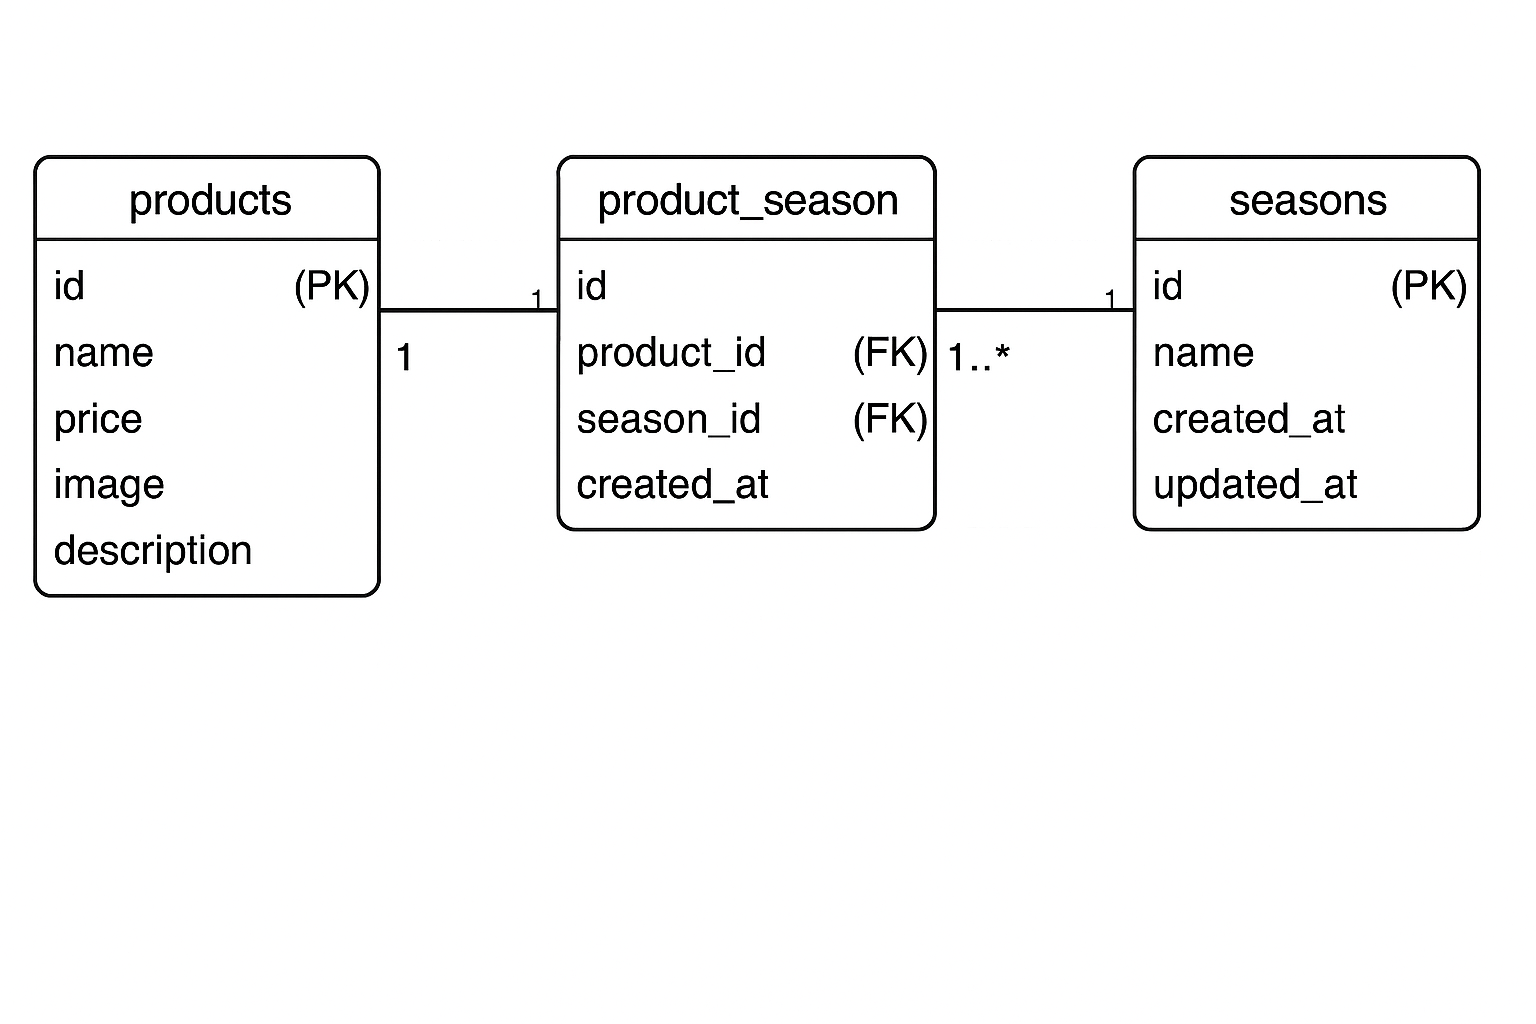 products
id (PK)
name
price
image
description
1
1
product_season
id
product_id (FK)
season_id (FK)
created_at
1..*
1
seasons
id (PK)
name
created_at
updated_at